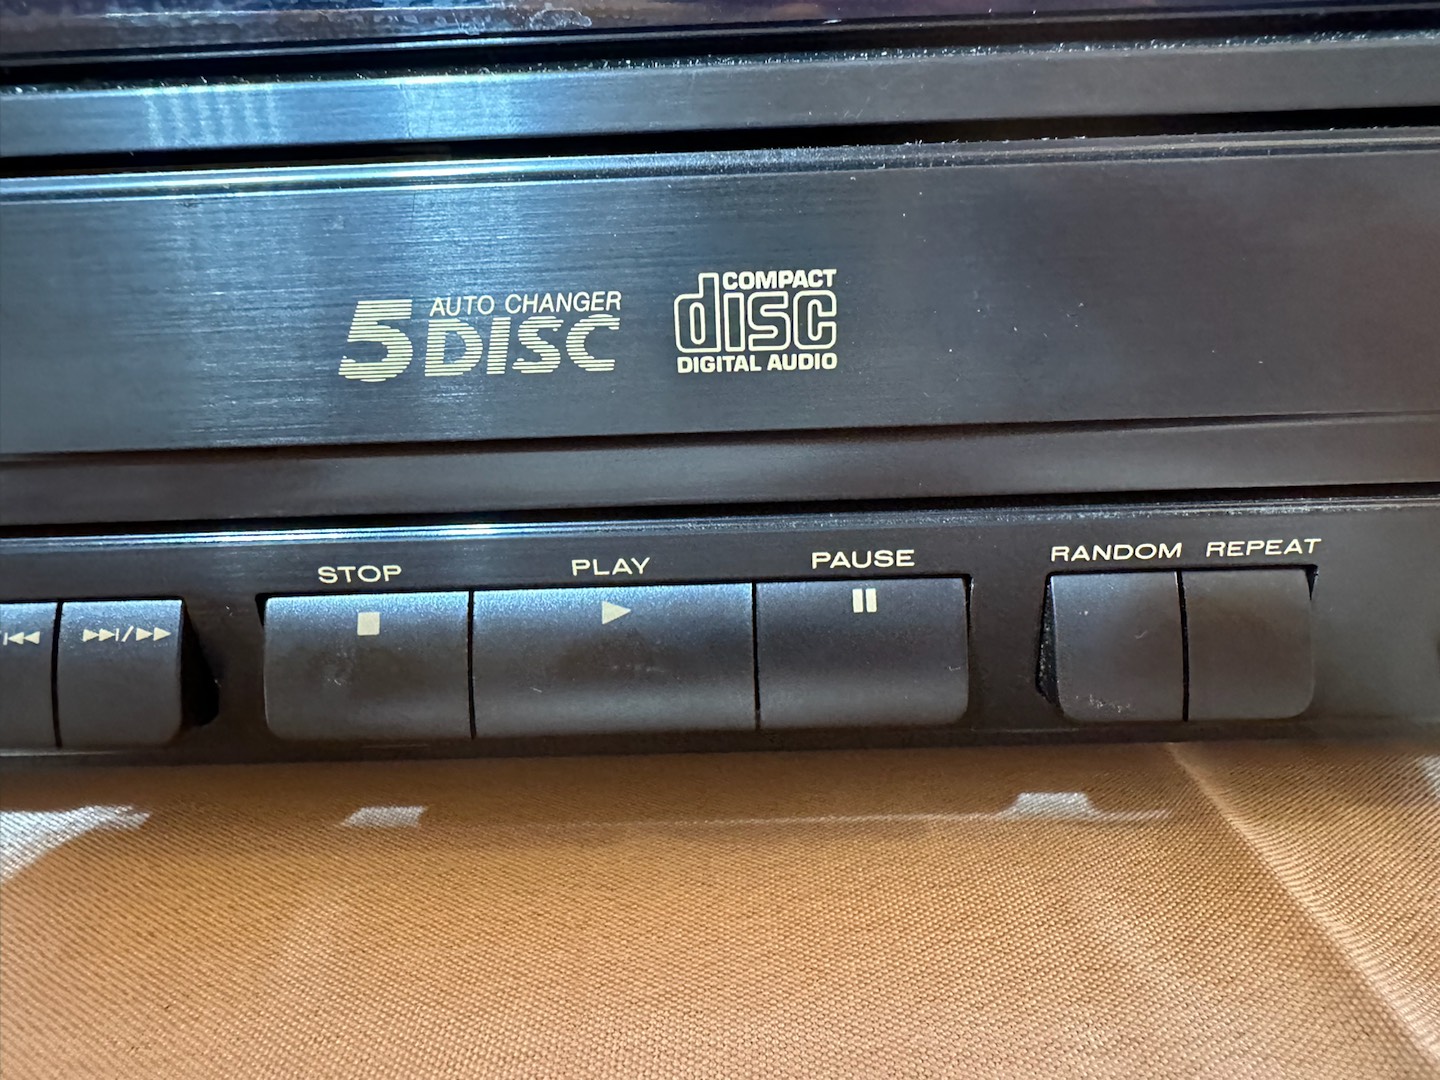 5 AUTO CHANGER
DISC
COMPACT
disc
DIGITAL AUDIO
STOP
PLAY
PAUSE
RANDOM
REPEAT